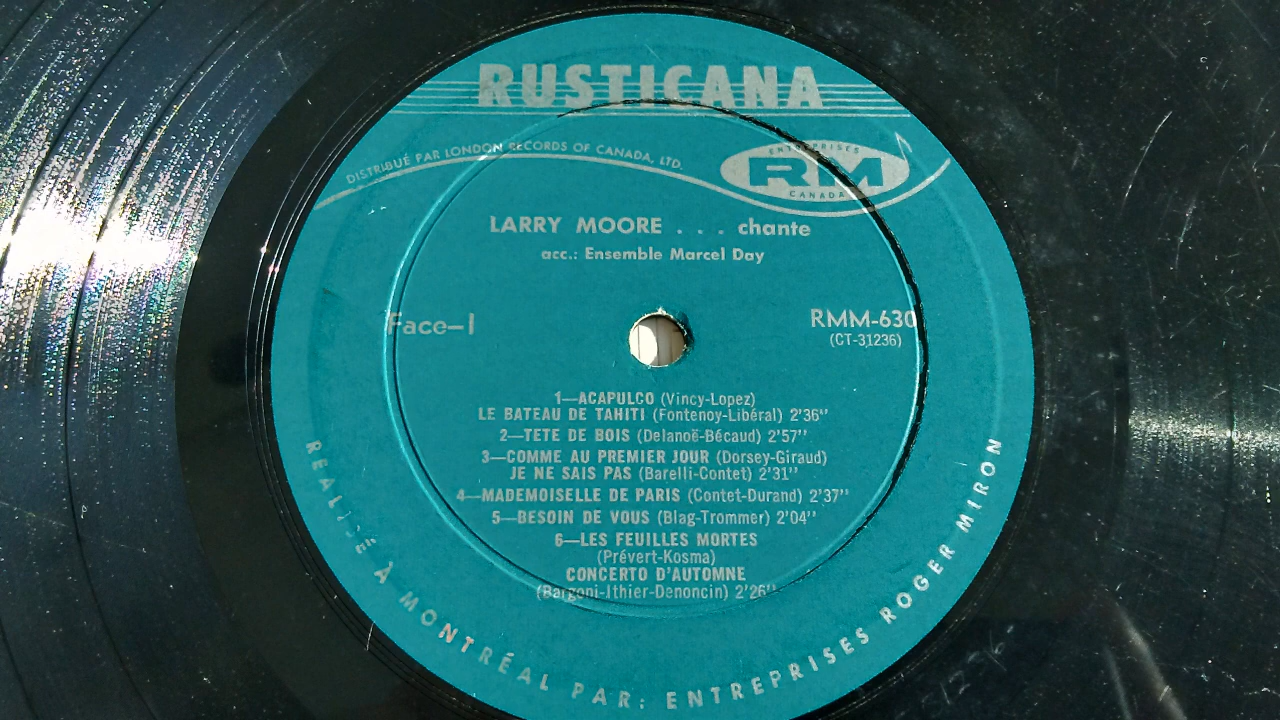 RUSTICANA
DISTRIBUÉ PAR LONDON RECORDS OF CANADA, LTD.
ENTREPRISES
RM
CANADA
LARRY MOORE . . . chante
acc.: Ensemble Marcel Day
Face—I
RMM-630
(CT-31236)
1—ACAPULCO (Vincy-Lopez)
LE BATEAU DE TAHITI (Fontenoy-Libéral) 2'36''
2—TETE DE BOIS (Delanoë-Bécaud) 2'57''
3—COMME AU PREMIER JOUR (Dorsey-Giraud)
JE NE SAIS PAS (Barelli-Contet) 2'31''
4—MADEMOISELLE DE PARIS (Contet-Durand) 2'37''
5—BESOIN DE VOUS (Blag-Trommer) 2'04''
6—LES FEUILLES MORTES
(Prévert-Kosma)
CONCERTO D'AUTOMNE
(Bargoni-Ithier-Denoncin) 2'26''
RÉALISÉ À MONTRÉAL PAR: ENTREPRISES ROGER MIRON